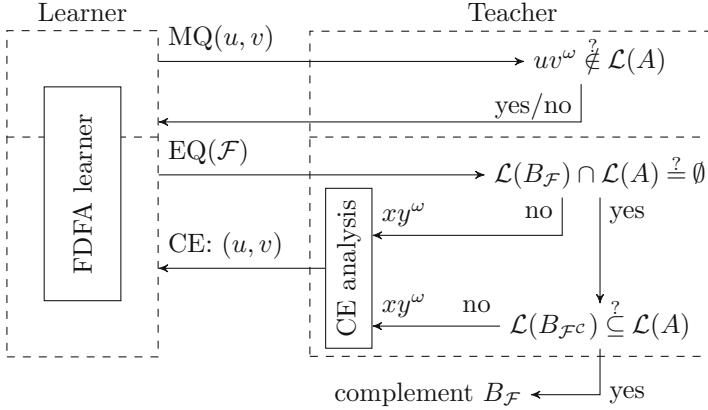 Learner
Teacher
MQ(u, v)
uv^ω ∉? 𝓛(A)
yes/no
FDFA learner
EQ(𝓕)
𝓛(B_𝓕) ∩ 𝓛(A) =? ∅
no
yes
xy^ω
CE: (u, v)
CE analysis
xy^ω
no
𝓛(B_𝓕^𝒞) ⊆? 𝓛(A)
yes
complement B_𝓕